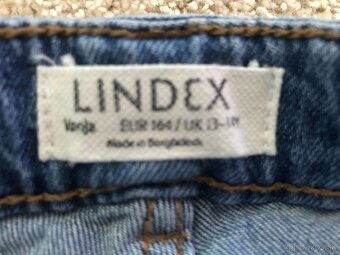 LINDEX
Vanja EUR 164 / UK 13-14Y
Made in Bangladesh